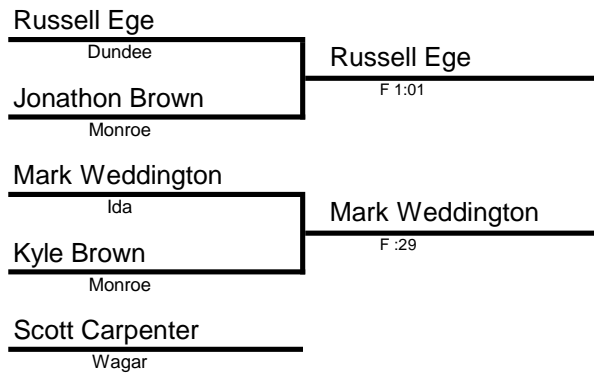 Russell Ege
Dundee
Russell Ege
F 1:01
Jonathon Brown
Monroe
Mark Weddington
Ida
Mark Weddington
F :29
Kyle Brown
Monroe
Scott Carpenter
Wagar